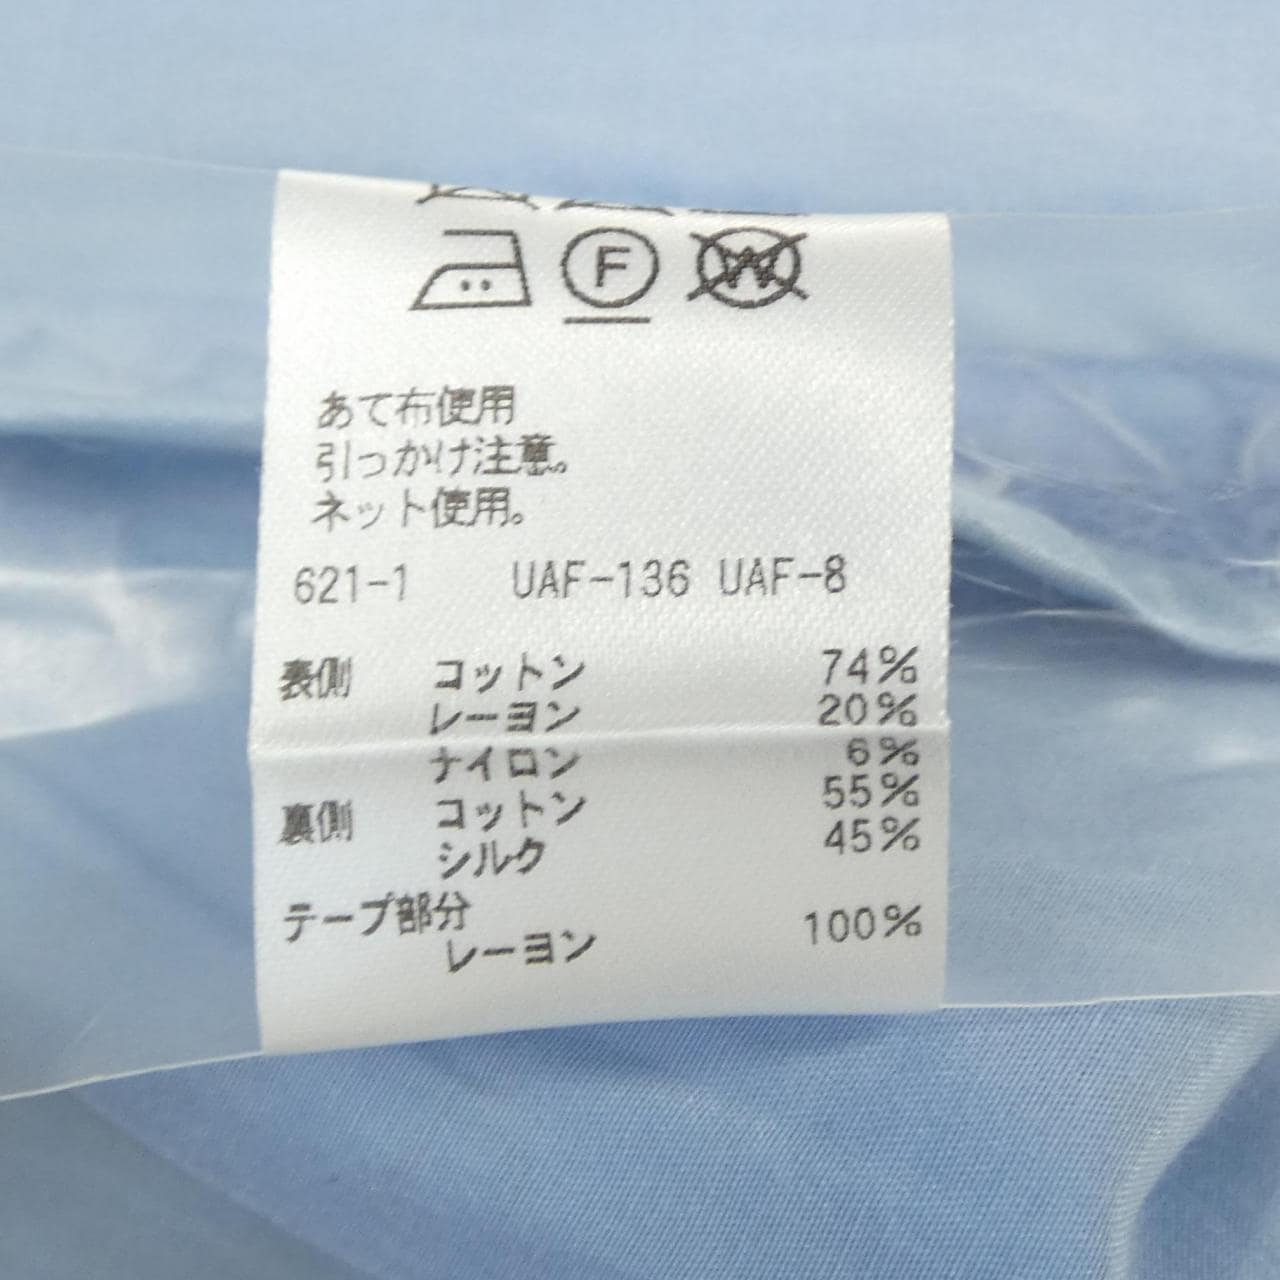 F W
あて布使用
引っかけ注意。
ネット使用。
621-1 UAF-136 UAF-8
表側 コットン 74%
レーヨン 20%
ナイロン 6%
裏側 コットン 55%
シルク 45%
テープ部分
レーヨン 100%